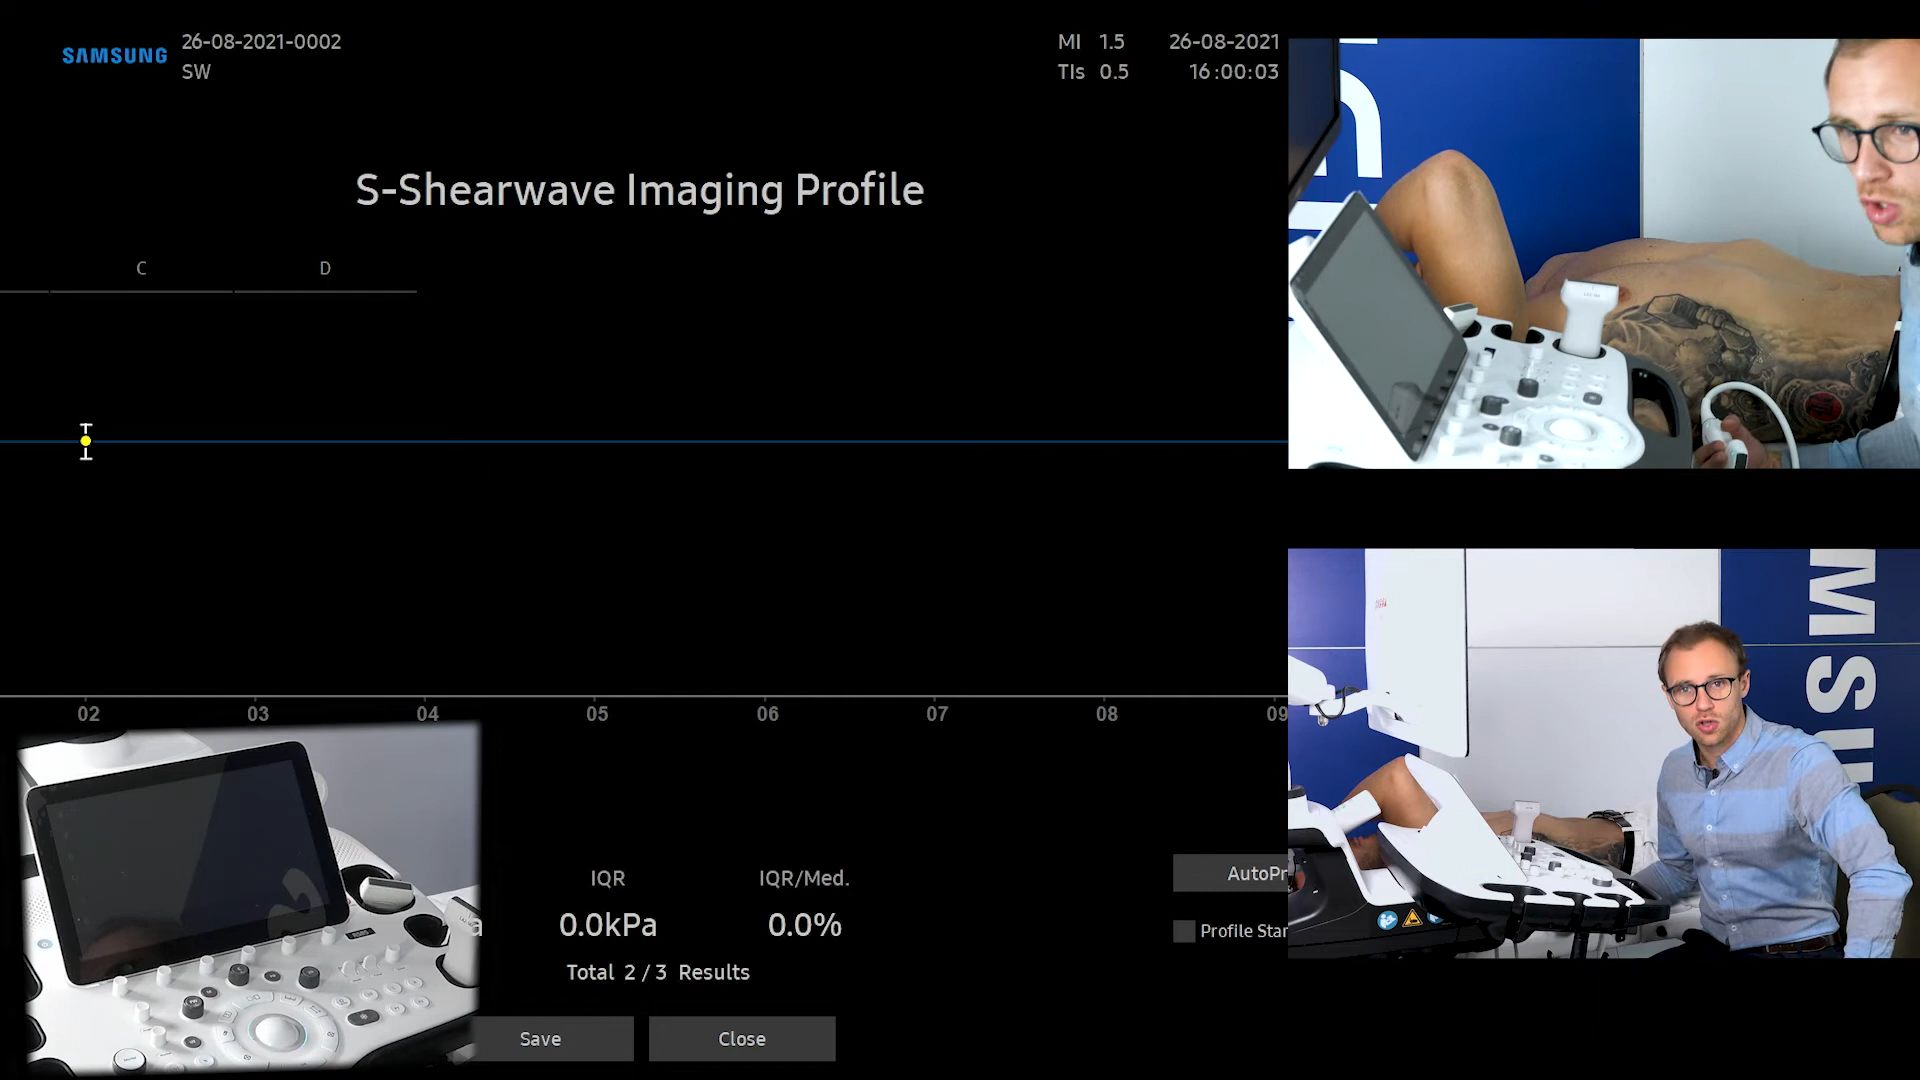 SAMSUNG
26-08-2021-0002
SW
MI 1.5
26-08-2021
TIs 0.5
16:00:03
S-Shearwave Imaging Profile
C D
02 03 04 05 06 07 08 09
IQR IQR/Med.
a 0.0kPa 0.0%
Total 2 / 3 Results
AutoPr
Profile Star
Save Close
MSU